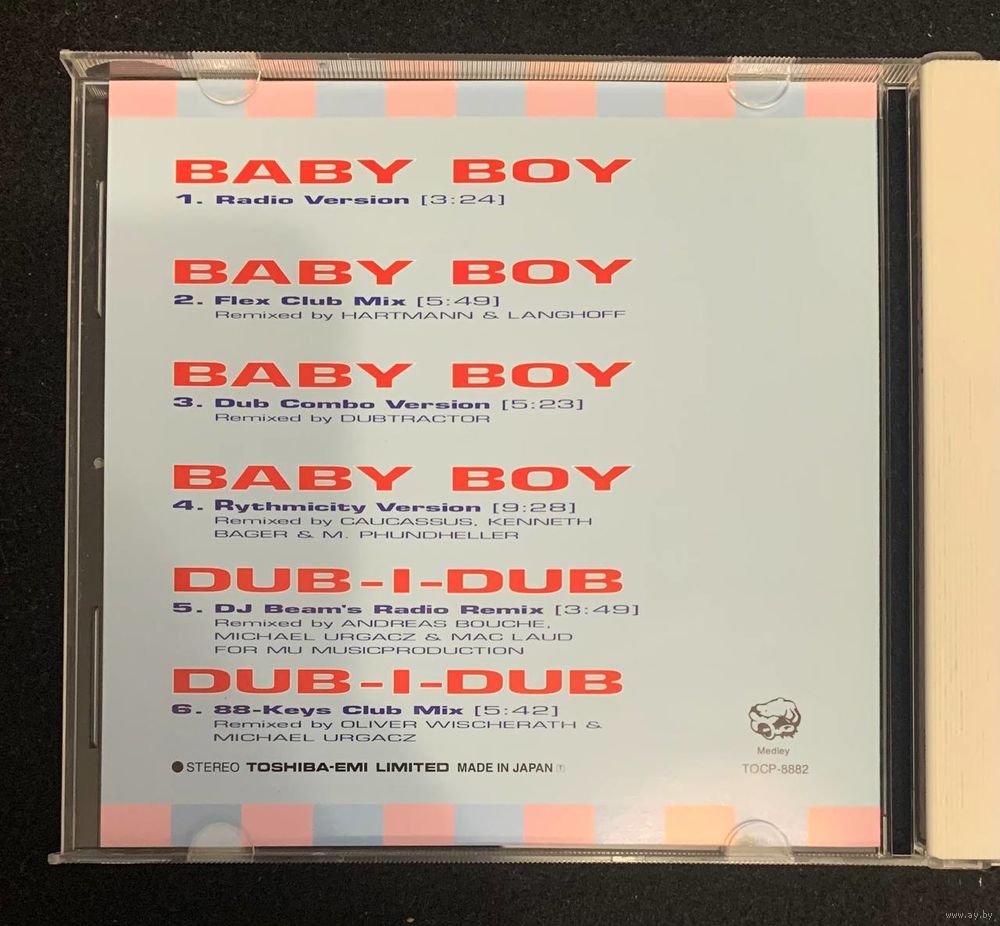 BABY BOY
1. Radio Version [3:24]
BABY BOY
2. Flex Club Mix [5:49]
Remixed by HARTMANN & LANGHOFF
BABY BOY
3. Dub Combo Version [5:23]
Remixed by DUBTRACTOR
BABY BOY
4. Rythmicity Version [9:28]
Remixed by CAUCASSUS, KENNETH
BAGER & M. PHUNDHELLER
DUB-I-DUB
5. DJ Beam's Radio Remix [3:49]
Remixed by ANDREAS BOUCHE,
MICHAEL URGACZ & MAC LAUD
FOR MU MUSICPRODUCTION
DUB-I-DUB
6. 88-Keys Club Mix [5:42]
Remixed by OLIVER WISCHERATH &
MICHAEL URGACZ
Medley
●STEREO TOSHIBA-EMI LIMITED MADE IN JAPAN
TOCP-8882
www.ay.by